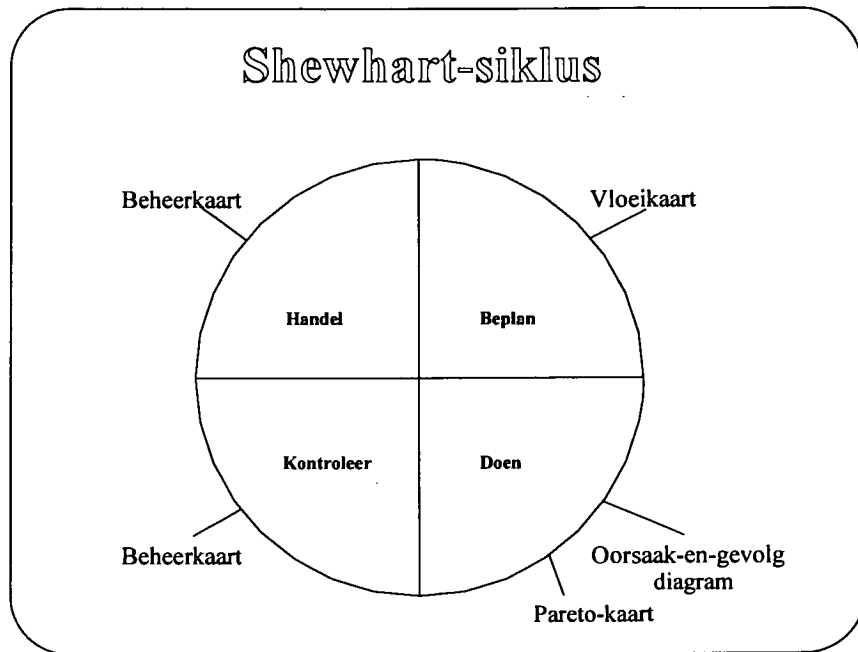 Shewhart-siklus
Beheerkaart
Vloeikaart
Handel
Beplan
Kontroleer
Doen
Beheerkaart
Oorsaak-en-gevolg
diagram
Pareto-kaart